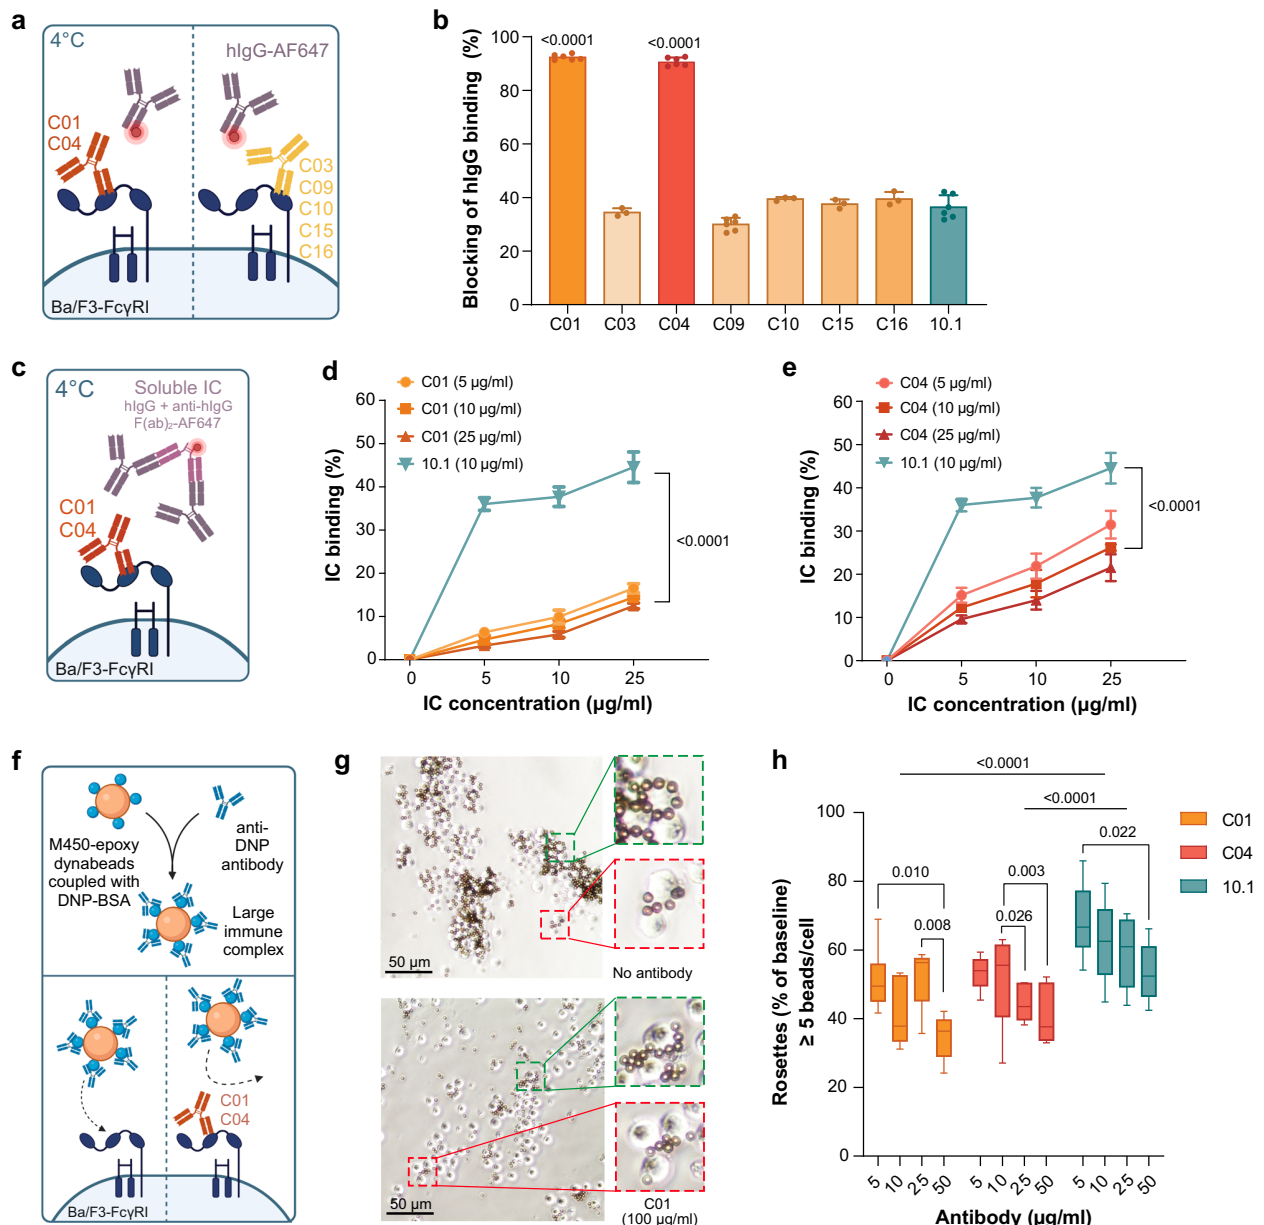 a
4°C
hIgG-AF647
C01
C04
C03
C09
C10
C15
C16
Ba/F3-FcγRI
b
Blocking of hIgG binding (%)
100
80
60
40
20
0
<0.0001
<0.0001
C01
C03
C04
C09
C10
C15
C16
10.1
c
4°C
Soluble IC
hIgG + anti-hIgG
F(ab)₂-AF647
C01
C04
Ba/F3-FcγRI
d
C01 (5 µg/ml)
C01 (10 µg/ml)
C01 (25 µg/ml)
10.1 (10 µg/ml)
IC binding (%)
60
50
40
30
20
10
0
<0.0001
0
5
10
25
IC concentration (µg/ml)
e
C04 (5 µg/ml)
C04 (10 µg/ml)
C04 (25 µg/ml)
10.1 (10 µg/ml)
IC binding (%)
60
50
40
30
20
10
0
<0.0001
0
5
10
25
IC concentration (µg/ml)
f
M450-epoxy
dynabeads
coupled with
DNP-BSA
anti-
DNP
antibody
Large
immune
complex
C01
C04
Ba/F3-FcγRI
g
50 µm
No antibody
50 µm
C01
(100 µg/ml)
h
Rosettes (% of baseline)
≥ 5 beads/cell
100
80
60
40
20
0
<0.0001
<0.0001
0.022
0.010
0.003
0.008
0.026
C01
C04
10.1
5
10
25
50
5
10
25
50
5
10
25
50
Antibody (µg/ml)